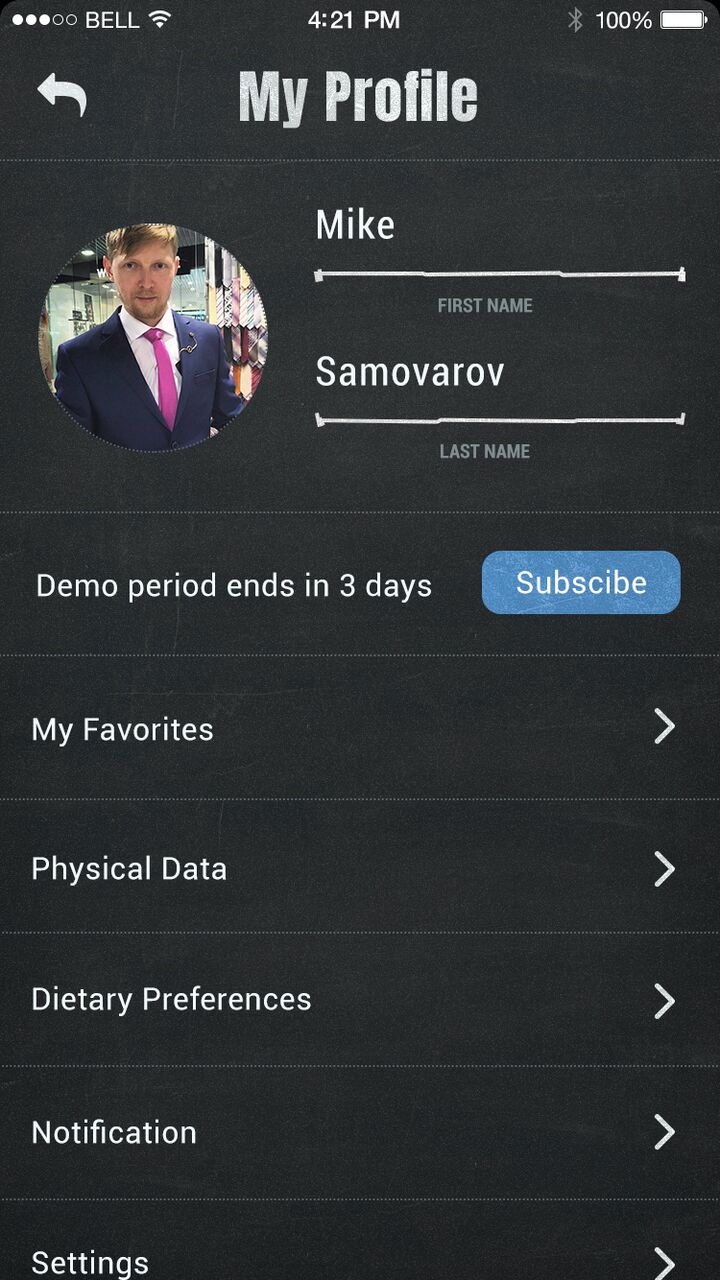 BELL 4:21 PM 100%
My Profile
Mike
FIRST NAME
Samovarov
LAST NAME
Demo period ends in 3 days
Subscibe
My Favorites
Physical Data
Dietary Preferences
Notification
Settings